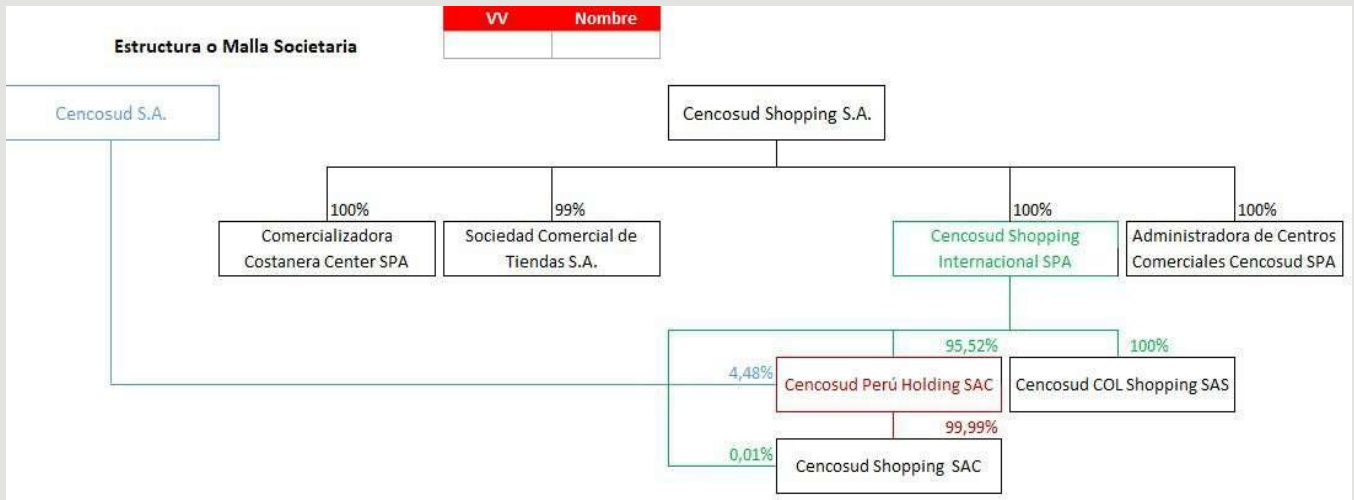 VV Nombre
Estructura o Malla Societaria
Cencosud S.A.
Cencosud Shopping S.A.
100%
99%
100%
100%
Comercializadora
Costanera Center SPA
Sociedad Comercial de
Tiendas S.A.
Cencosud Shopping
Internacional SPA
Administradora de Centros
Comerciales Cencosud SPA
95,52%
100%
4,48%
Cencosud Perú Holding SAC
Cencosud COL Shopping SAS
99,99%
0,01%
Cencosud Shopping SAC